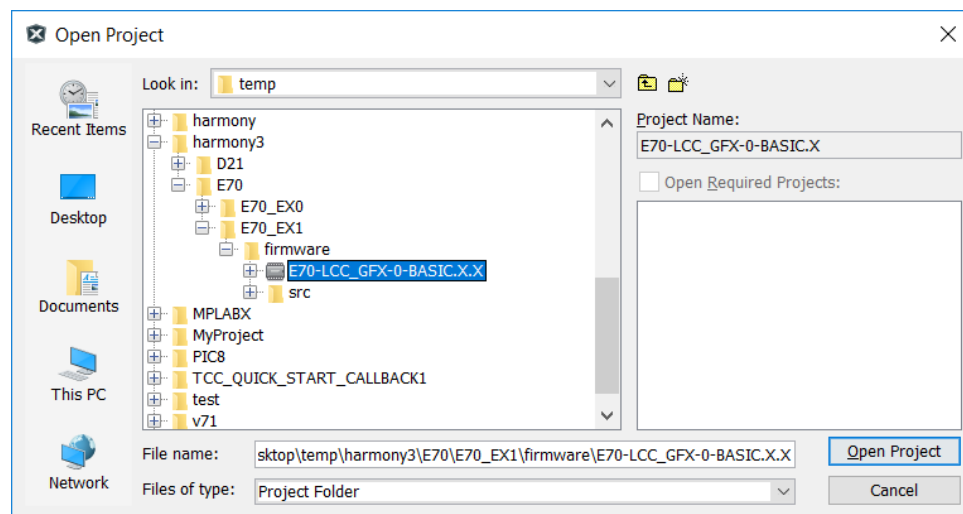 Open Project
Look in: temp
Recent Items
Desktop
Documents
This PC
Network
harmony
harmony3
D21
E70
E70_EX0
E70_EX1
firmware
E70-LCC_GFX-0-BASIC.X.X
src
MPLABX
MyProject
PIC8
TCC_QUICK_START_CALLBACK1
test
v71
Project Name:
E70-LCC_GFX-0-BASIC.X
Open Required Projects:
File name: sktop\temp\harmony3\E70\E70_EX1\firmware\E70-LCC_GFX-0-BASIC.X.X
Open Project
Files of type: Project Folder
Cancel